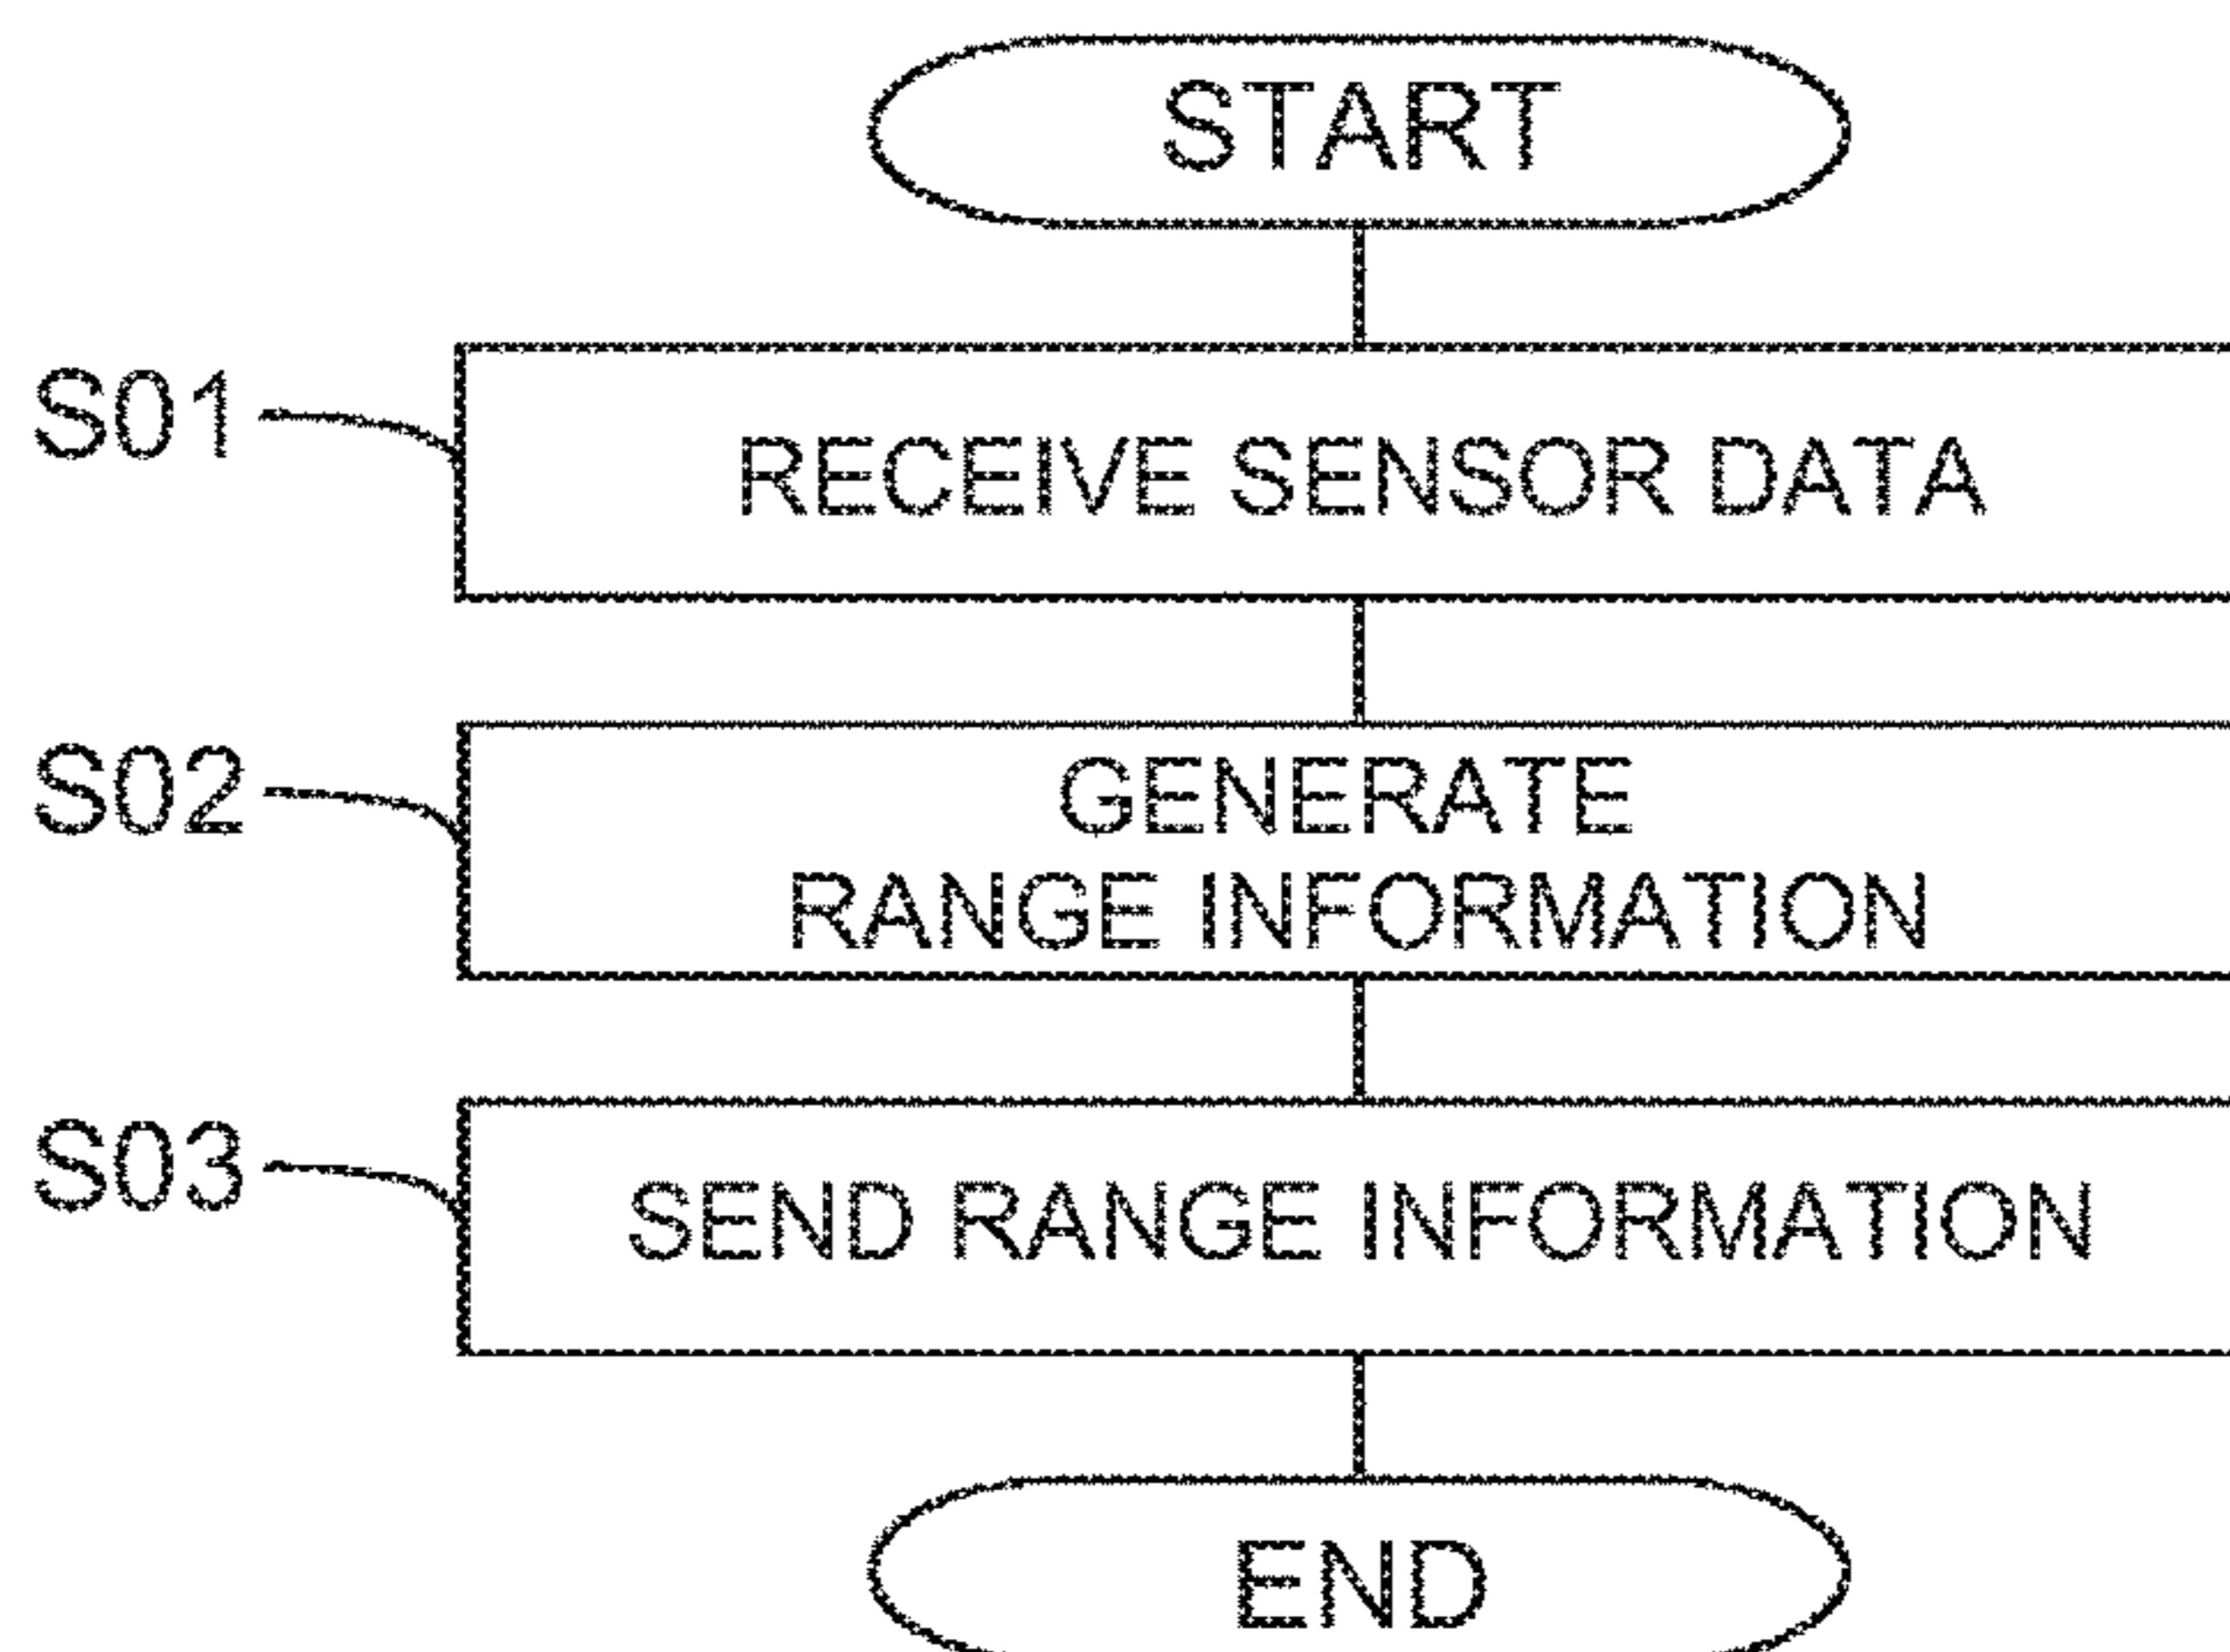 START
S01
RECEIVE SENSOR DATA
S02
GENERATE
RANGE INFORMATION
S03
SEND RANGE INFORMATION
END